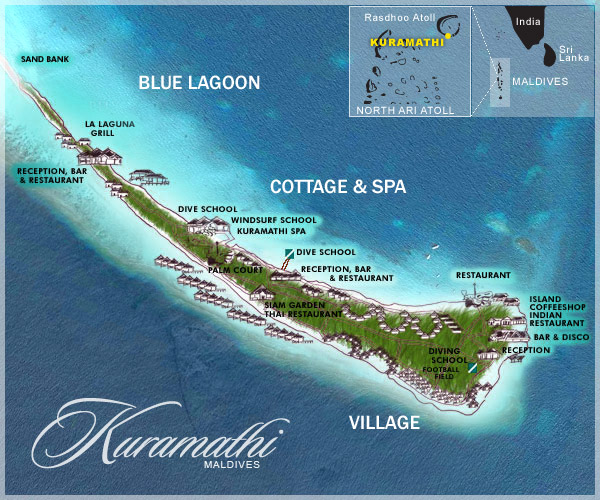 Rasdhoo Atoll
KURAMATHI
NORTH ARI ATOLL
India
Sri
Lanka
MALDIVES
SAND BANK
BLUE LAGOON
LA LAGUNA
GRILL
RECEPTION, BAR
& RESTAURANT
COTTAGE & SPA
DIVE SCHOOL
WINDSURF SCHOOL
KURAMATHI SPA
DIVE SCHOOL
PALM COURT
RECEPTION, BAR
& RESTAURANT
RESTAURANT
SIAM GARDEN
THAI RESTAURANT
ISLAND
COFFEESHOP
INDIAN
RESTAURANT
BAR & DISCO
RECEPTION
DIVING
SCHOOL
FOOTBALL
FIELD
VILLAGE
Kuramathi
MALDIVES